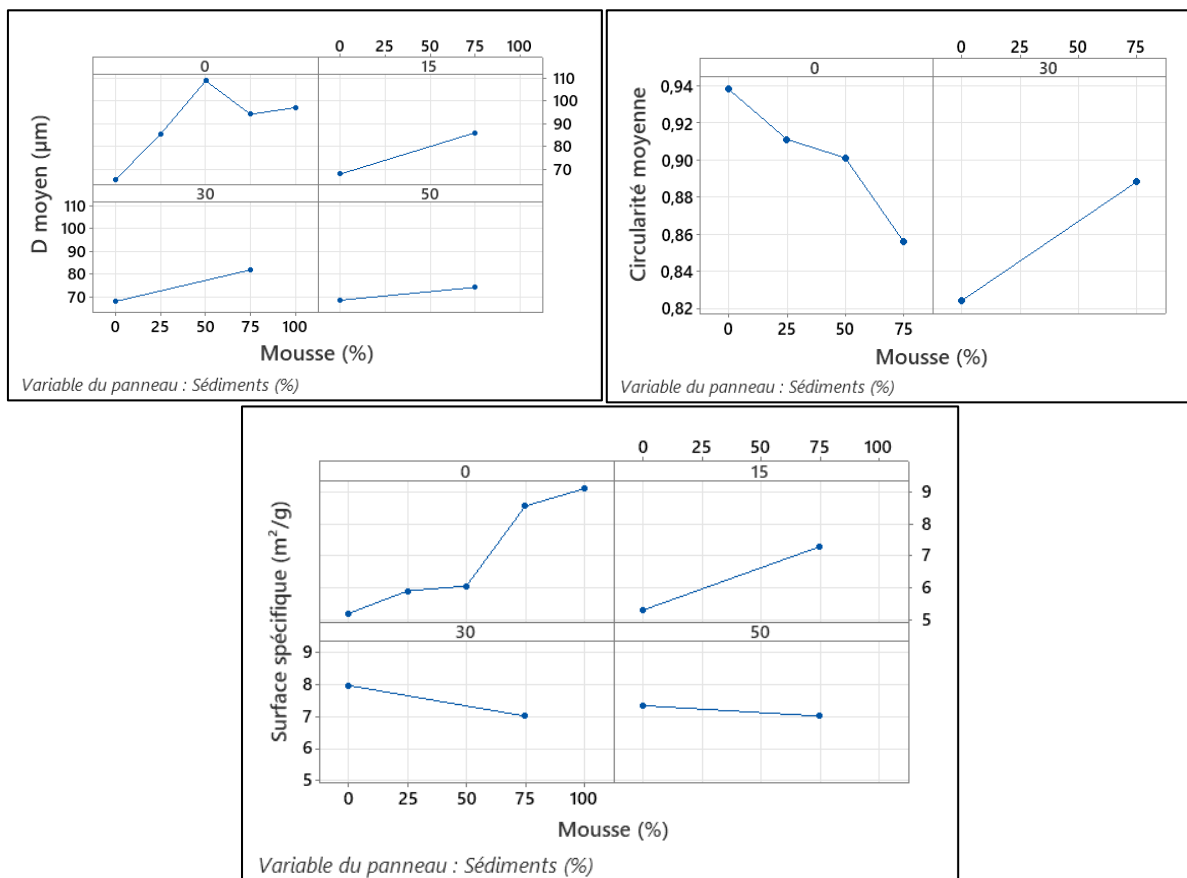 0 25 50 75 100
0 15
110
100
90
80
70
D moyen (µm)
30 50
110
100
90
80
70
0 25 50 75 100
Mousse (%)
Variable du panneau : Sédiments (%)
0 25 50 75
0 30
0,94
0,92
0,90
0,88
0,86
0,84
0,82
Circularité moyenne
0 25 50 75
Mousse (%)
Variable du panneau : Sédiments (%)
0 25 50 75 100
0 15
9
8
7
6
5
Surface spécifique (m²/g)
30 50
9
8
7
6
5
0 25 50 75 100
Mousse (%)
Variable du panneau : Sédiments (%)